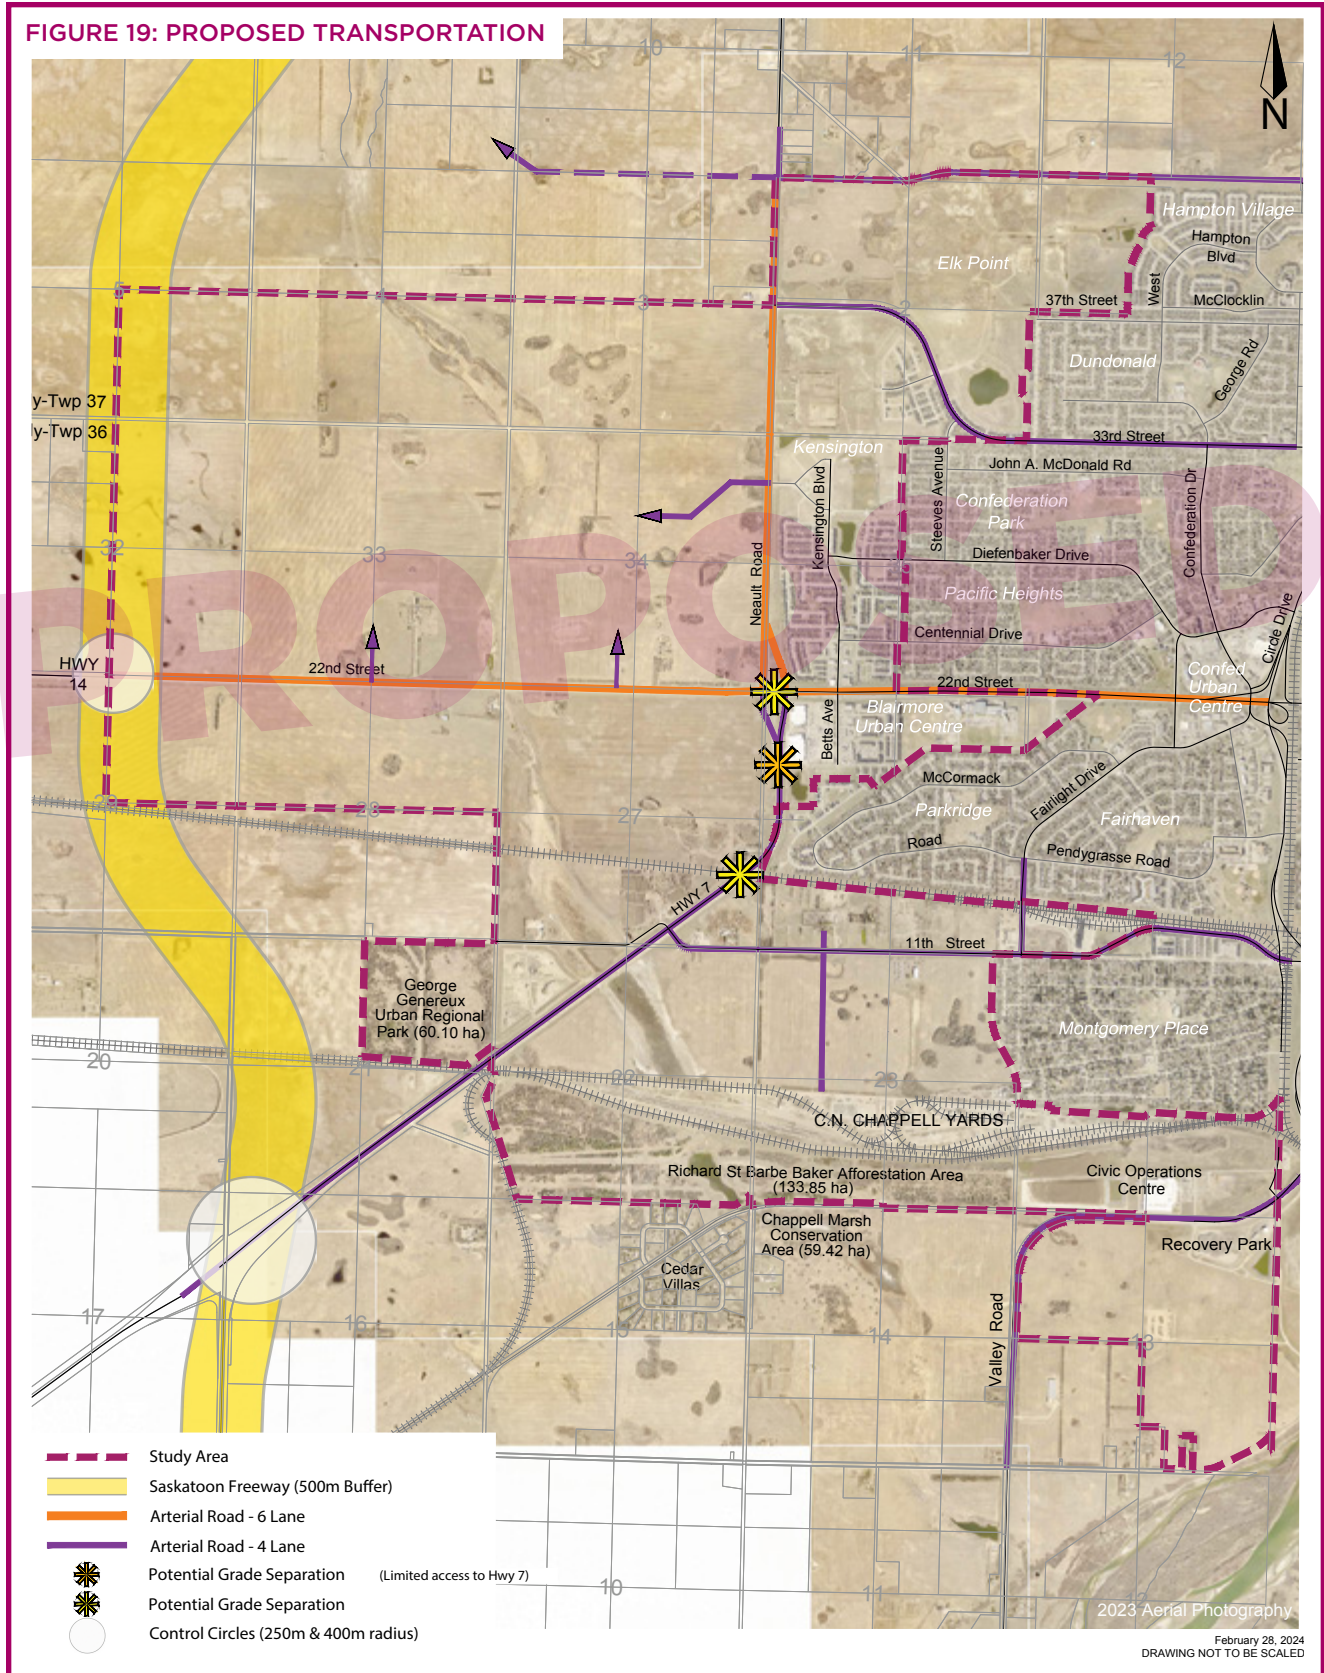 FIGURE 19: PROPOSED TRANSPORTATION
10
11
12
N
Hampton Village
Hampton
Blvd
Elk Point
West
5
4
3
2
37th Street
McClocklin
Dundonald
George Rd
y-Twp 37
ly-Twp 36
33rd Street
Kensington
John A. McDonald Rd
Kensington Blvd
Steeves Avenue
Confederation
Park
Confederation Dr
PROPOSED
32
33
34
Diefenbaker Drive
Neault Road
Pacific Heights
Circle Drive
Centennial Drive
HWY
14
22nd Street
22nd Street
Confed
Urban
Centre
Betts Ave
Blairmore
Urban Centre
McCormack
Fairlight Drive
29
28
27
Parkridge
Fairhaven
Road
Pendygrasse Road
HWY 7
11th Street
George
Genereux
Urban Regional
Park (60.10 ha)
Montgomery Place
20
21
22
23
C.N. CHAPPELL YARDS
Richard St Barbe Baker Afforestation Area
(133.85 ha)
Civic Operations
Centre
Chappell Marsh
Conservation
Area (59.42 ha)
Recovery Park
Cedar
Villas
Valley Road
17
16
15
14
13
Study Area
Saskatoon Freeway (500m Buffer)
Arterial Road - 6 Lane
Arterial Road - 4 Lane
Potential Grade Separation (Limited access to Hwy 7)
Potential Grade Separation
Control Circles (250m & 400m radius)
10
11
12
2023 Aerial Photography
February 28, 2024
DRAWING NOT TO BE SCALED